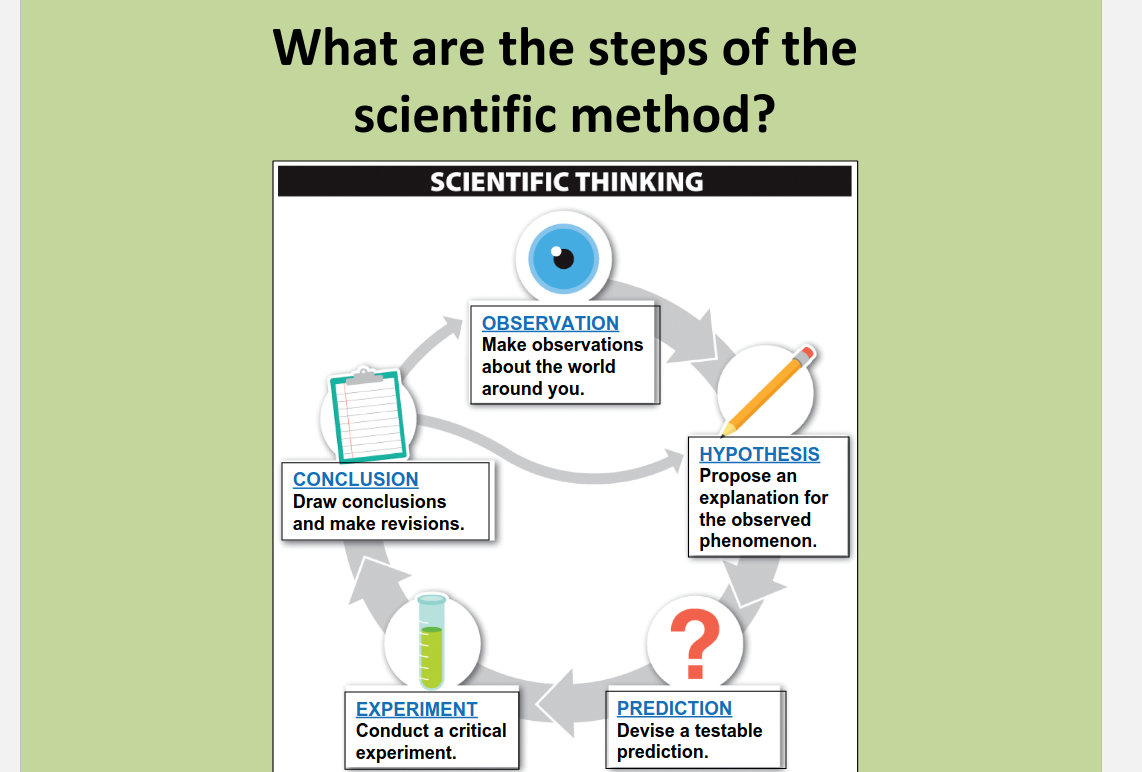 What are the steps of the
scientific method?
SCIENTIFIC THINKING
OBSERVATION
Make observations
about the world
around you.
HYPOTHESIS
Propose an
explanation for
the observed
phenomenon.
PREDICTION
Devise a testable
prediction.
EXPERIMENT
Conduct a critical
experiment.
CONCLUSION
Draw conclusions
and make revisions.